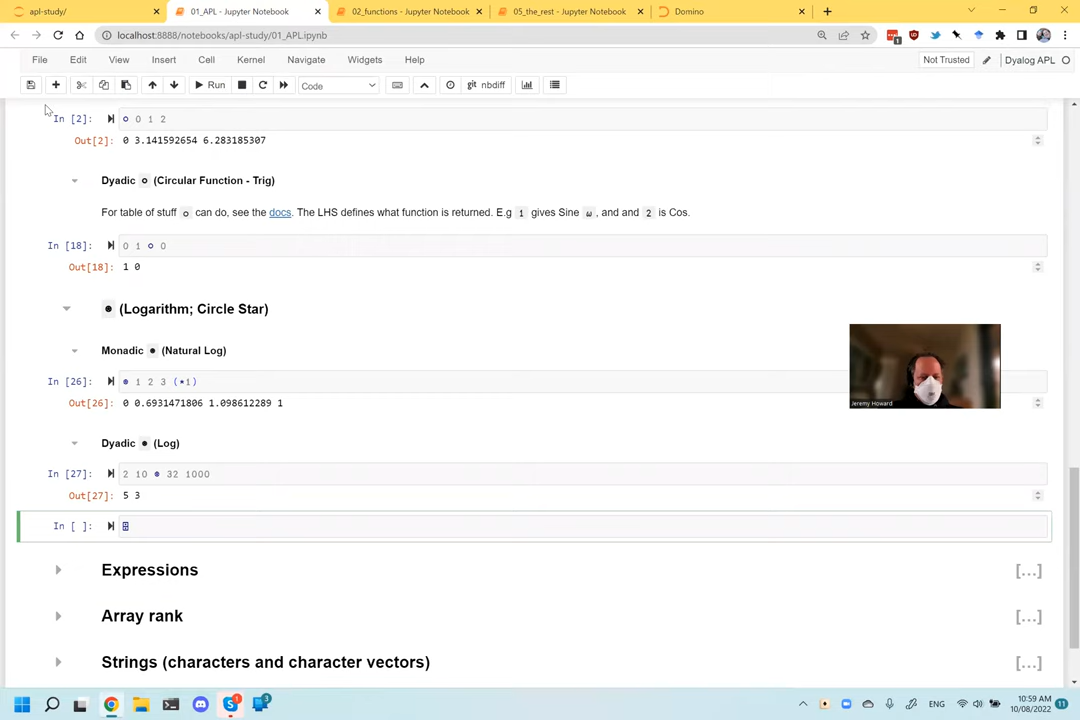 apl-study/
01_APL - Jupyter Notebook
02_functions - Jupyter Notebook
05_the_rest - Jupyter Notebook
Domino
localhost:8888/notebooks/apl-study/01_APL.ipynb
1
File Edit View Insert Cell Kernel Navigate Widgets Help
Not Trusted
Dyalog APL
Run
Code
nbdiff
In [2]: ○ 0 1 2
Out[2]: 0 3.141592654 6.283185307
Dyadic ○ (Circular Function - Trig)
For table of stuff ○ can do, see the docs. The LHS defines what function is returned. E.g 1 gives Sine ⍵, and and 2 is Cos.
In [18]: 0 1 ○ 0
Out[18]: 1 0
⍟ (Logarithm; Circle Star)
Monadic ⍟ (Natural Log)
In [26]: ⍟ 1 2 3 (*1)
Out[26]: 0 0.6931471806 1.098612289 1
Jeremy Howard
Dyadic ⍟ (Log)
In [27]: 2 10 ⍟ 32 1000
Out[27]: 5 3
In [ ]: ⌹
Expressions
[...]
Array rank
[...]
Strings (characters and character vectors)
[...]
1
3
ENG
10:59 AM
10/08/2022
11